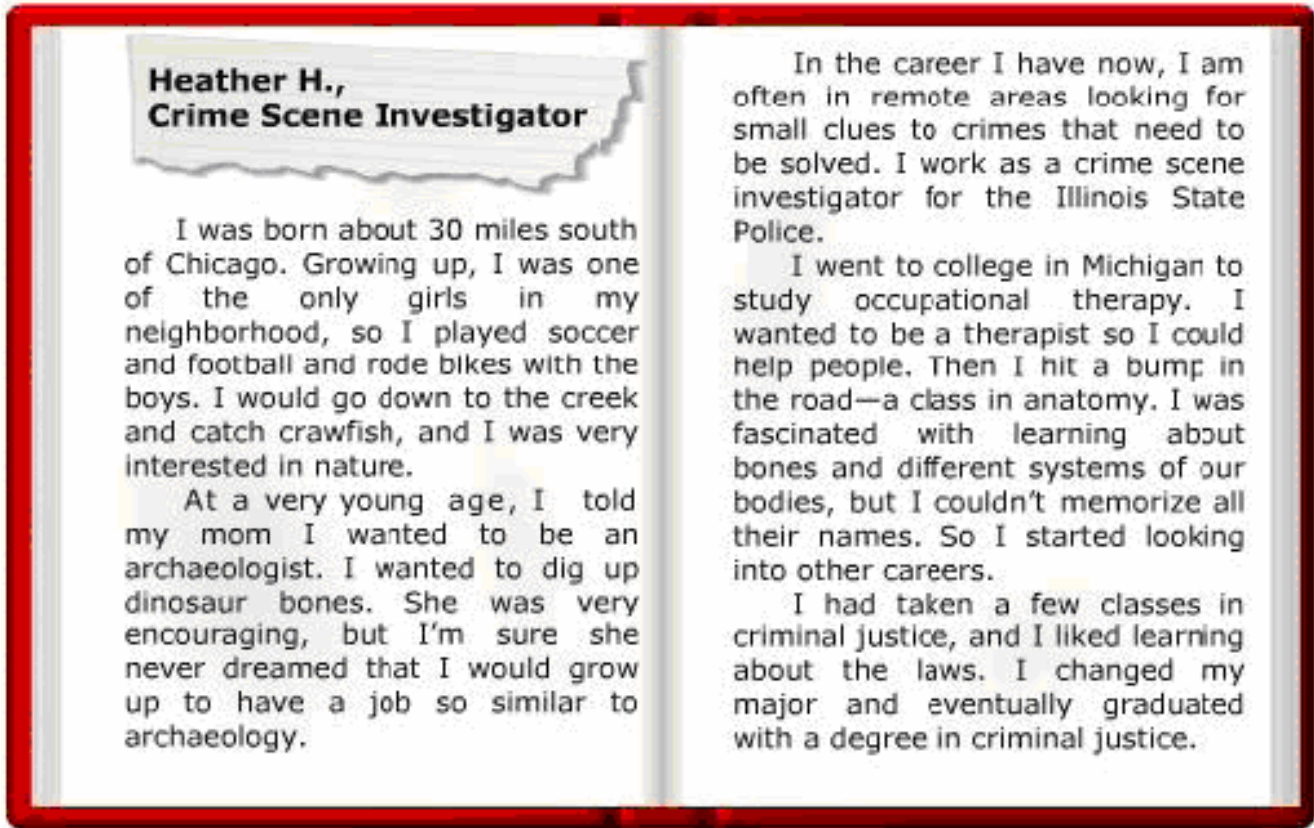 Heather H.,
Crime Scene Investigator
I was born about 30 miles south
of Chicago. Growing up, I was one
of the only girls in my
neighborhood, so I played soccer
and football and rode bikes with the
boys. I would go down to the creek
and catch crawfish, and I was very
interested in nature.
At a very young age, I told
my mom I wanted to be an
archaeologist. I wanted to dig up
dinosaur bones. She was very
encouraging, but I'm sure she
never dreamed that I would grow
up to have a job so similar to
archaeology.
In the career I have now, I am
often in remote areas looking for
small clues to crimes that need to
be solved. I work as a crime scene
investigator for the Illinois State
Police.
I went to college in Michigan to
study occupational therapy. I
wanted to be a therapist so I could
help people. Then I hit a bump in
the road—a class in anatomy. I was
fascinated with learning about
bones and different systems of our
bodies, but I couldn't memorize all
their names. So I started looking
into other careers.
I had taken a few classes in
criminal justice, and I liked learning
about the laws. I changed my
major and eventually graduated
with a degree in criminal justice.